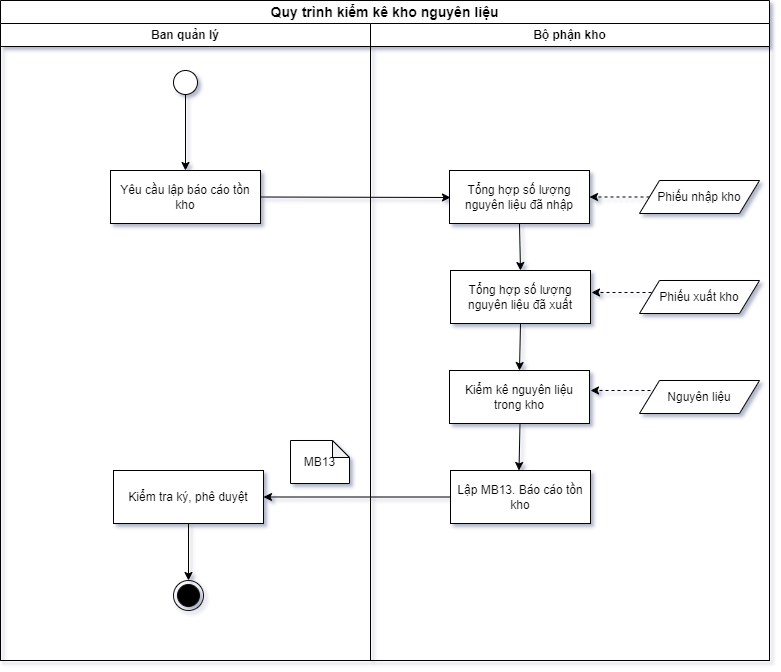 Quy trình kiểm kê kho nguyên liệu
Ban quản lý
Bộ phận kho
Yêu cầu lập báo cáo tồn
kho
Tổng hợp số lượng
nguyên liệu đã nhập
Phiếu nhập kho
Tổng hợp số lượng
nguyên liệu đã xuất
Phiếu xuất kho
Kiểm kê nguyên liệu
trong kho
Nguyên liệu
MB13
Kiểm tra ký, phê duyệt
Lập MB13. Báo cáo tồn
kho